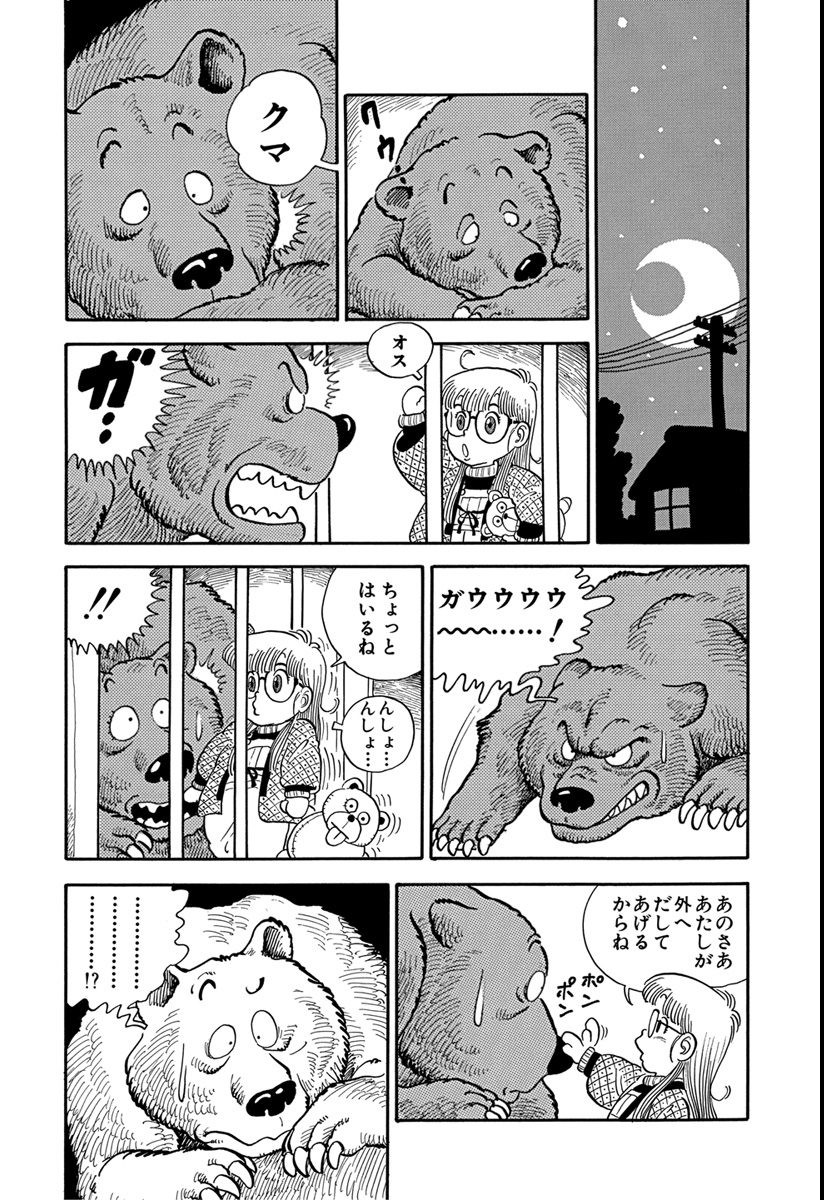 クゥ…
クマ
オス
ガ…
ガウウウウ
〜〜〜……！
ちょっと
はいるね
んしょ…
んしょ…
!!
あのさあ
あたしが
外へ
だして
あげる
からね
ポン
ポン
…………
…………
…………!?